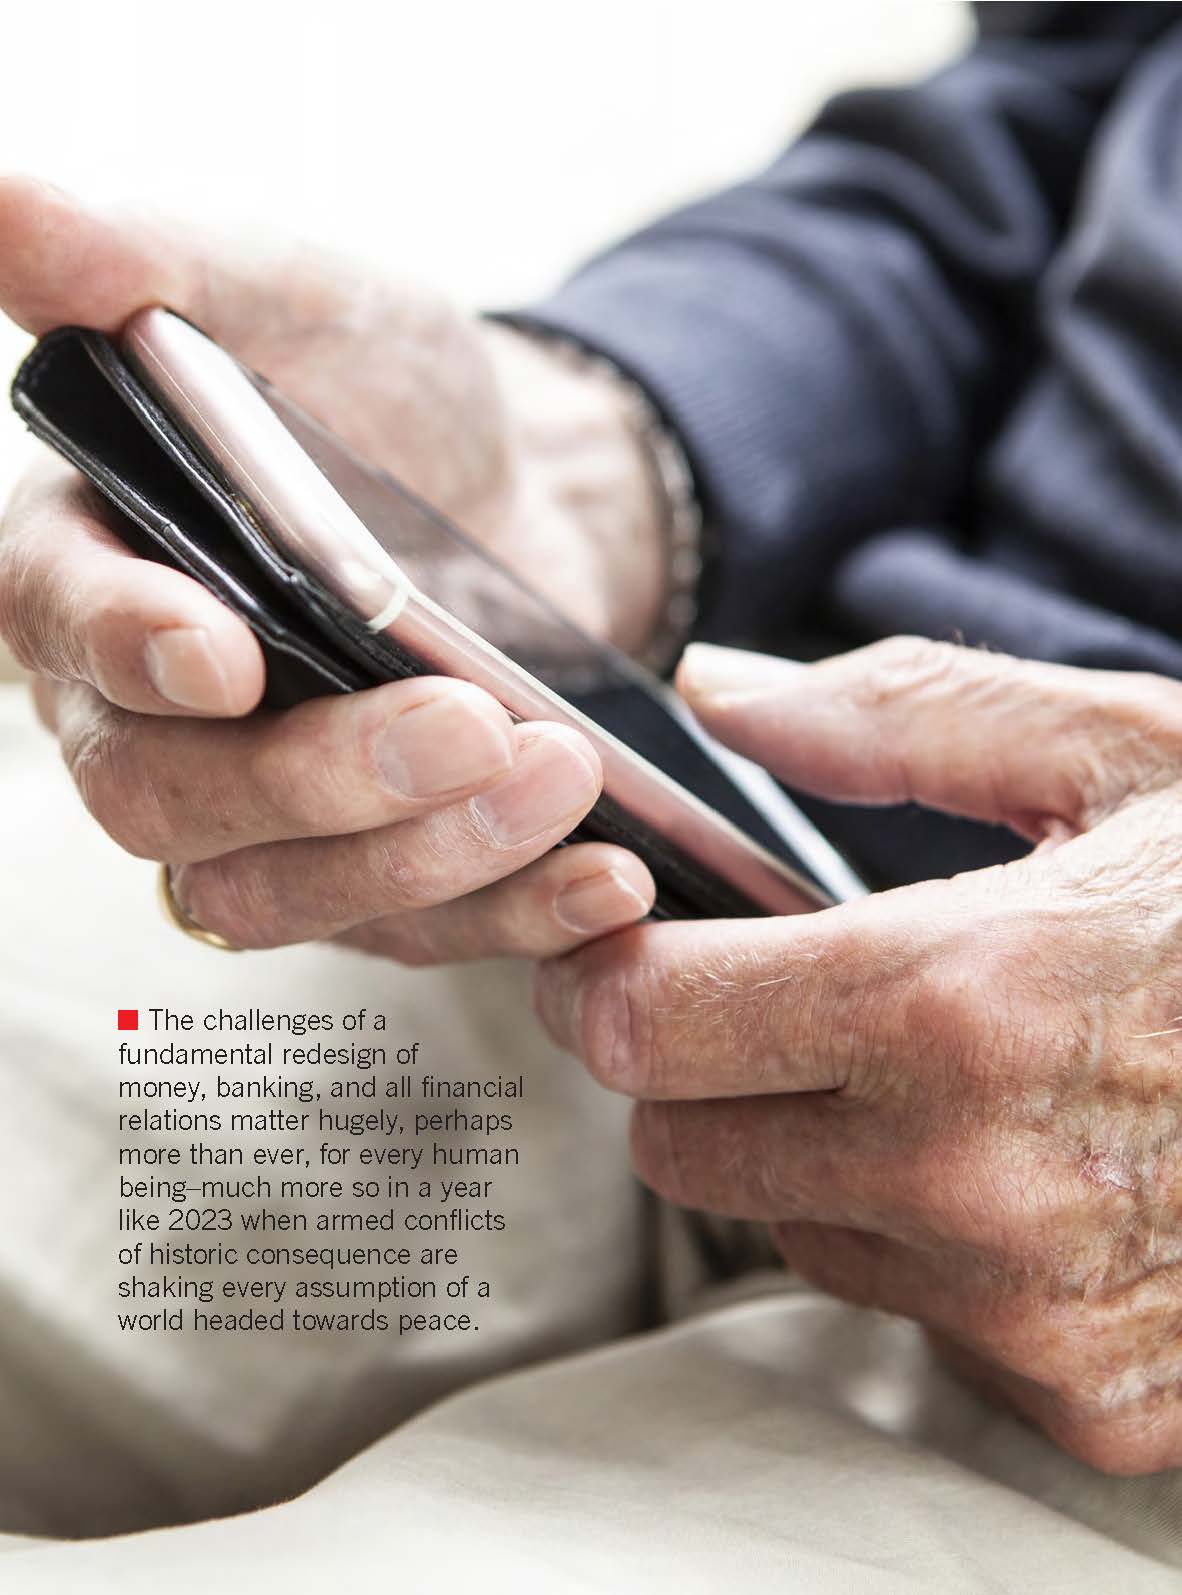 The challenges of a
fundamental redesign of
money, banking, and all financial
relations matter hugely, perhaps
more than ever, for every human
being–much more so in a year
like 2023 when armed conflicts
of historic consequence are
shaking every assumption of a
world headed towards peace.